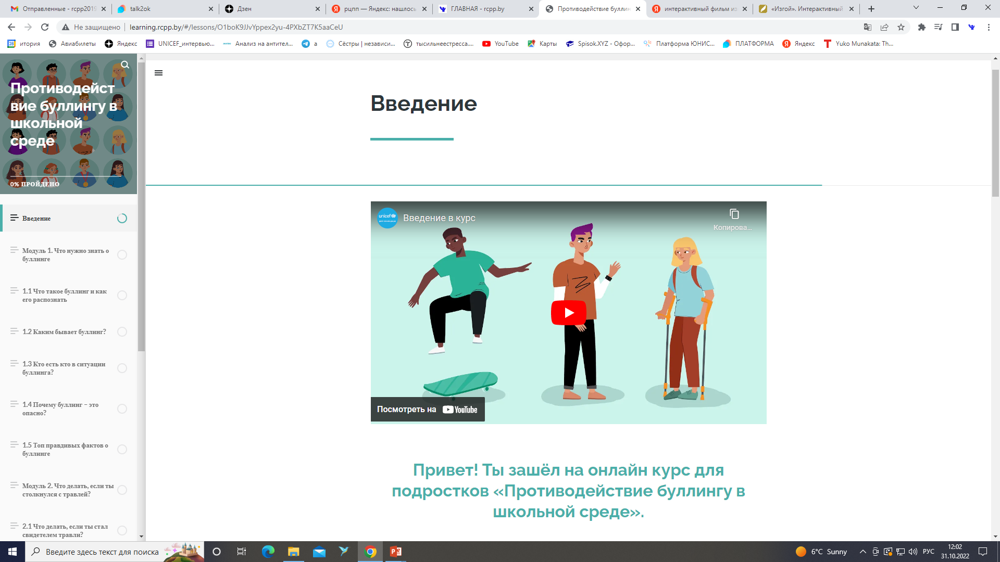 Отправленные - rcpp2019
talk2ok
Дзен
рцпп — Яндекс: нашлось
ГЛАВНАЯ - rcpp.by
Противодействие буллин
интерактивный фильм из
«Изгой». Интерактивный
Не защищено
learning.rcpp.by/#/lessons/O1boK9JJvYppex2yu-4PXbZT7K5aaCeU
28
итория
Авиабилеты
Яндекс
UNICEF_интервью...
Анализ на антител...
а
Сёстры | независи...
тысильнеестресса....
YouTube
Карты
Spisok.XYZ - Офор...
Платформа ЮНИС...
ПЛАТФОРМА
Яндекс
Yuko Munakata: Th...
Противодейст
вие буллингу в
школьной
среде
0% ПРОЙДЕНО
Введение
Модуль 1. Что нужно знать о
буллинге
1.1 Что такое буллинг и как
его распознать
1.2 Каким бывает буллинг?
1.3 Кто есть кто в ситуации
буллинга?
1.4 Почему буллинг – это
опасно?
1.5 Топ правдивых фактов о
буллинге
Модуль 2. Что делать, если ты
столкнулся с травлей?
2.1 Что делать, если ты стал
свидетелем травли?
Введение
unicef
Введение в курс
Копирова...
Посмотреть на YouTube
Привет! Ты зашёл на онлайн курс для
подростков «Противодействие буллингу в
школьной среде».
Введите здесь текст для поиска
6°C Sunny
РУС
12:02
31.10.2022